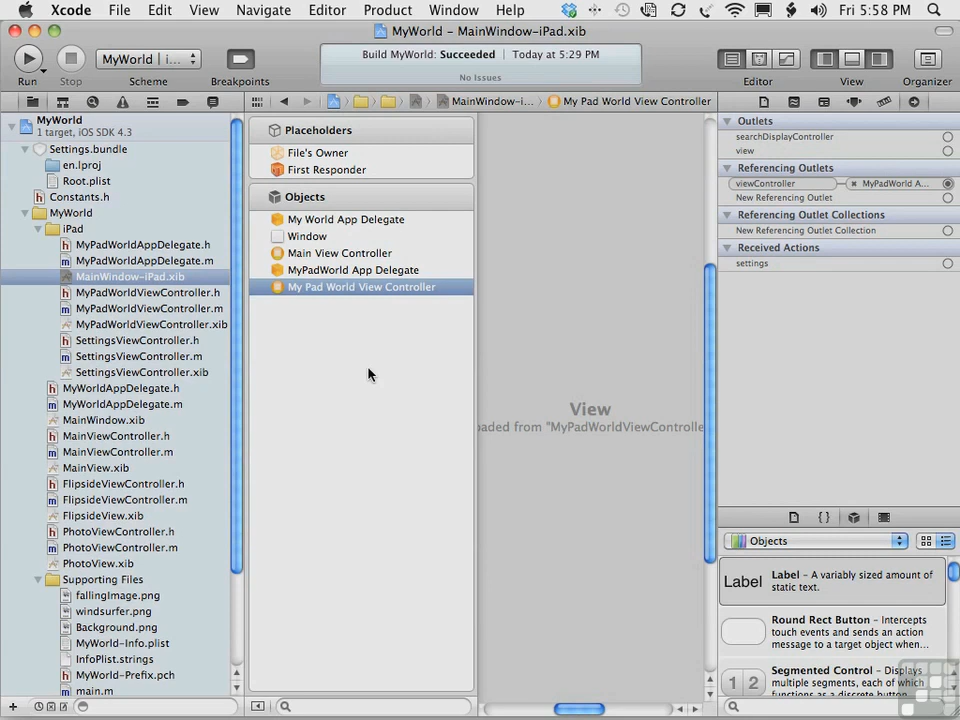 Xcode File Edit View Navigate Editor Product Window Help Fri 5:58 PM
MyWorld – MainWindow-iPad.xib
Run
Stop
MyWorld | i...
Scheme
Breakpoints
Build MyWorld: Succeeded | Today at 5:29 PM
No Issues
Editor
View
Organizer
MainWindow-i...
My Pad World View Controller
MyWorld
1 target, iOS SDK 4.3
Settings.bundle
en.lproj
Root.plist
Constants.h
MyWorld
iPad
MyPadWorldAppDelegate.h
MyPadWorldAppDelegate.m
MainWindow-iPad.xib
MyPadWorldViewController.h
MyPadWorldViewController.m
MyPadWorldViewController.xib
SettingsViewController.h
SettingsViewController.m
SettingsViewController.xib
MyWorldAppDelegate.h
MyWorldAppDelegate.m
MainWindow.xib
MainViewController.h
MainViewController.m
MainView.xib
FlipsideViewController.h
FlipsideViewController.m
FlipsideView.xib
PhotoViewController.h
PhotoViewController.m
PhotoView.xib
Supporting Files
fallingImage.png
windsurfer.png
Background.png
MyWorld-Info.plist
InfoPlist.strings
MyWorld-Prefix.pch
main.m
Placeholders
File's Owner
First Responder
Objects
My World App Delegate
Window
Main View Controller
MyPadWorld App Delegate
My Pad World View Controller
View
oaded from "MyPadWorldViewControlle
Outlets
searchDisplayController
view
Referencing Outlets
viewController MyPadWorld A...
New Referencing Outlet
Referencing Outlet Collections
New Referencing Outlet Collection
Received Actions
settings
Objects
Label
Label – A variably sized amount of
static text.
Round Rect Button – Intercepts
touch events and sends an action
message to a target object when...
1 2
Segmented Control – Displays
multiple segments, each of which
functions as a discrete button.